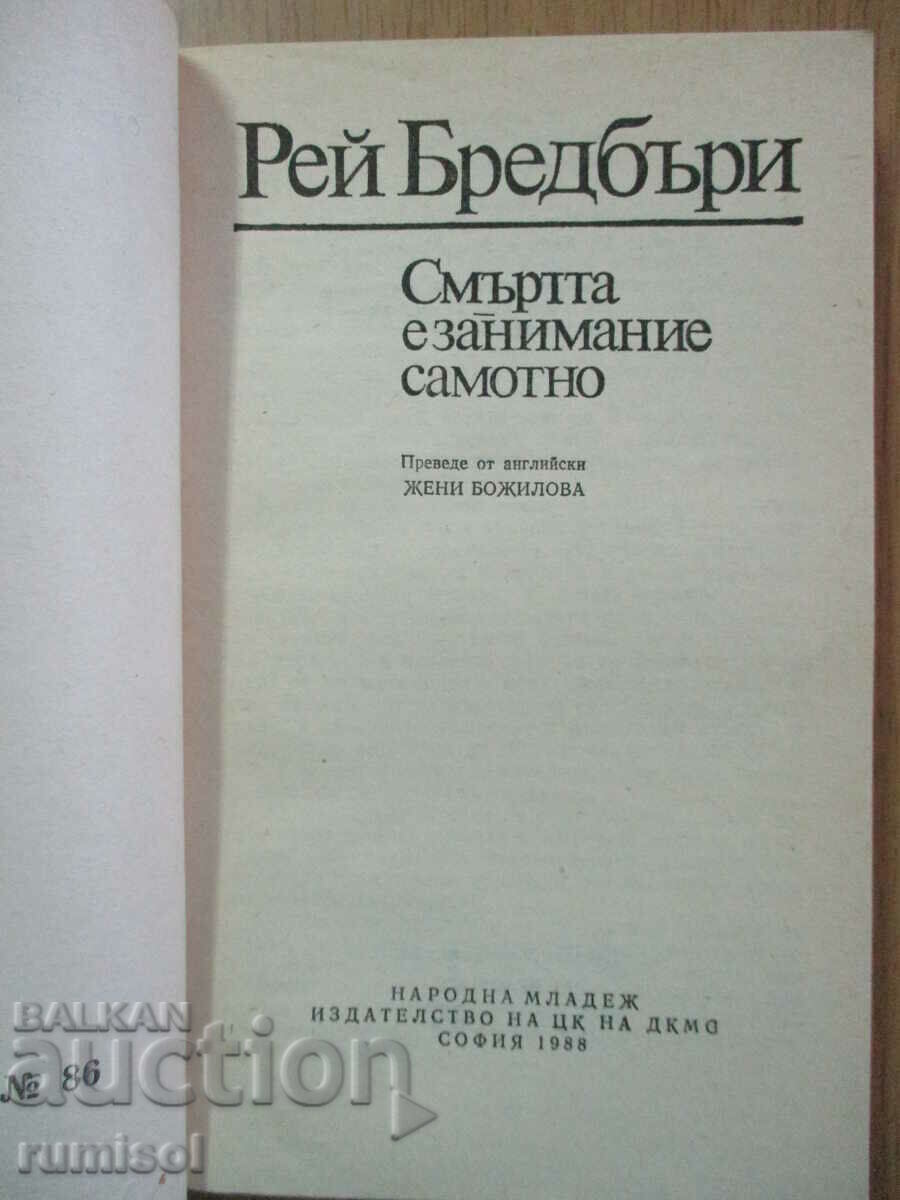 Рей Бредбъри
Смъртта
е занимание
самотно
Преведе от английски
ЖЕНИ БОЖИЛОВА
НАРОДНА МЛАДЕЖ
ИЗДАТЕЛСТВО НА ЦК НА ДКМС
СОФИЯ 1988
BALKAN
auction
№ 86
rumisol